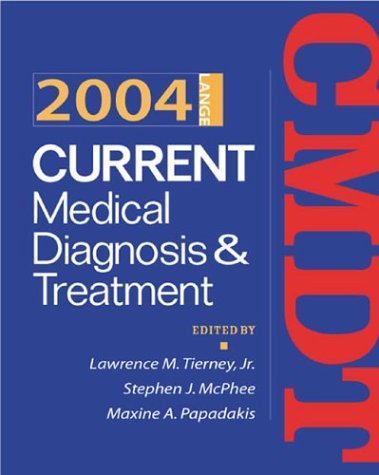 2004
LANGE
CURRENT
Medical
Diagnosis &
Treatment
EDITED BY
Lawrence M. Tierney, Jr.
Stephen J. McPhee
Maxine A. Papadakis
CMDT